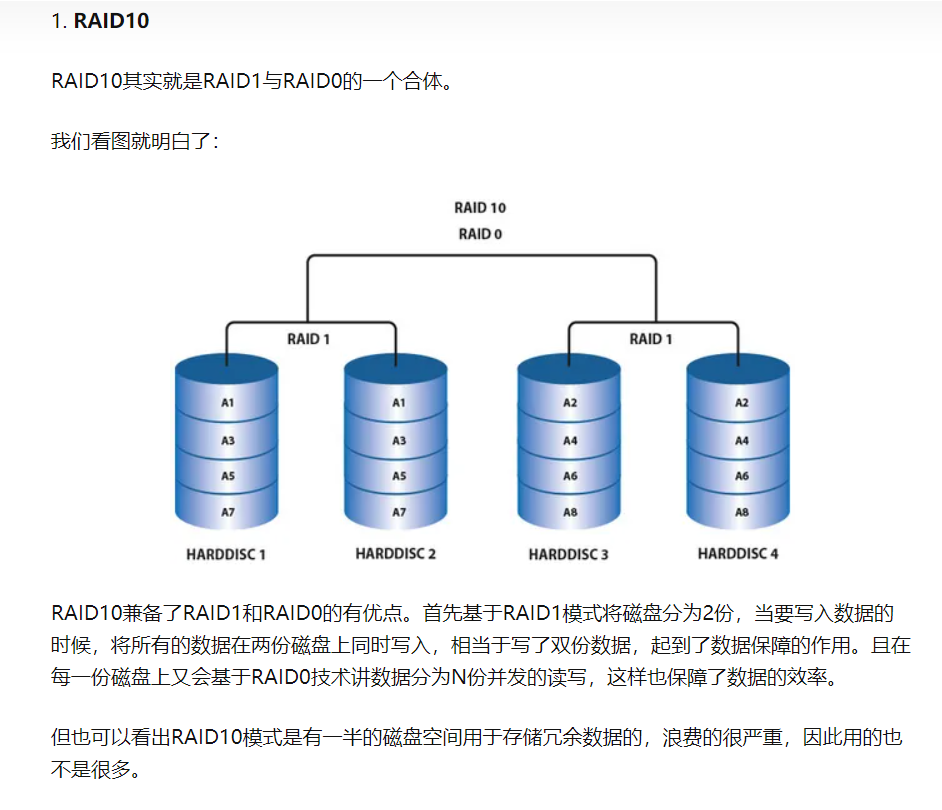 1. RAID10
RAID10其实就是RAID1与RAID0的一个合体。
我们看图就明白了：
RAID 10
RAID 0
RAID 1
RAID 1
A1 A1 A2 A2
A3 A3 A4 A4
A5 A5 A6 A6
A7 A7 A8 A8
HARDDISC 1 HARDDISC 2 HARDDISC 3 HARDDISC 4
RAID10兼备了RAID1和RAID0的有优点。首先基于RAID1模式将磁盘分为2份，当要写入数据的
时候，将所有的数据在两份磁盘上同时写入，相当于写了双份数据，起到了数据保障的作用。且在
每一份磁盘上又会基于RAID0技术讲数据分为N份并发的读写，这样也保障了数据的效率。
但也可以看出RAID10模式是有一半的磁盘空间用于存储冗余数据的，浪费的很严重，因此用的也
不是很多。